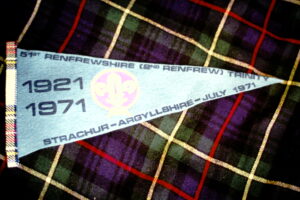 51ST RENFREWSHIRE (2ND RENFREW) TRINITY
1921
1971
STRACHUR-ARGYLLSHIRE-JULY 1971